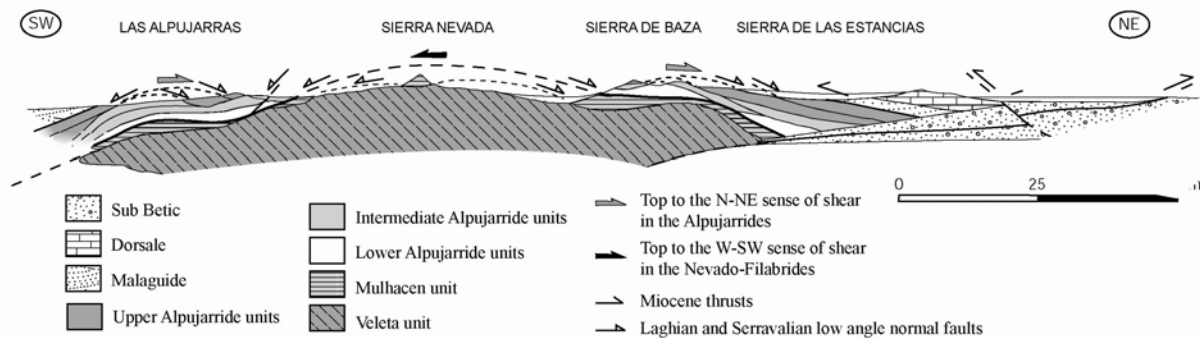 SW
NE
LAS ALPUJARRAS
SIERRA NEVADA
SIERRA DE BAZA
SIERRA DE LAS ESTANCIAS
Sub Betic
Dorsale
Malaguide
Upper Alpujarride units
Intermediate Alpujarride units
Lower Alpujarride units
Mulhacen unit
Veleta unit
Top to the N-NE sense of shear
in the Alpujarrides
Top to the W-SW sense of shear
in the Nevado-Filabrides
Miocene thrusts
Laghian and Serravalian low angle normal faults
0
25